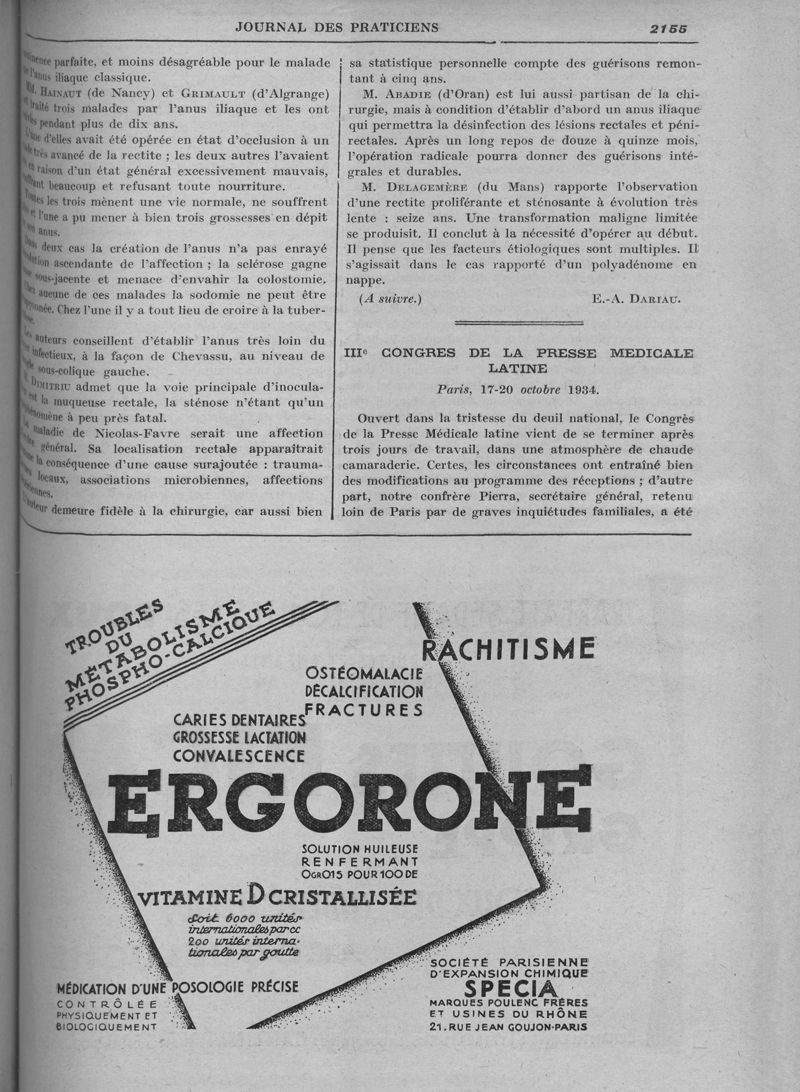 JOURNAL DES PRATICIENS
2155
parfaite, et moins désagréable pour le malade
l'anus iliaque classique.
HAINAUT (de Nancy) et GRIMAULT (d'Algrange)
traité trois malades par l'anus iliaque et les ont
pendant plus de dix ans.
d'elles avait été opérée en état d'occlusion à un
très avancé de la rectite ; les deux autres l'avaient
raison d'un état général excessivement mauvais,
beaucoup et refusant toute nourriture.
les trois mènent une vie normale, ne souffrent
l'une a pu mener à bien trois grossesses en dépit
anus.
deux cas la création de l'anus n'a pas enrayé
ascendante de l'affection ; la sclérose gagne
sous-jacente et menace d'envahir la colostomie.
aucune de ces malades la sodomie ne peut être
Chez l'une il y a tout lieu de croire à la tuber-
auteurs conseillent d'établir l'anus très loin du
infectieux, à la façon de Chevassu, au niveau de
sous-colique gauche.
DIMITRIU admet que la voie principale d'inocula-
la muqueuse rectale, la sténose n'étant qu'un
à peu près fatal.
maladie de Nicolas-Favre serait une affection
général. Sa localisation rectale apparaîtrait
la conséquence d'une cause surajoutée : trauma-
locaux, associations microbiennes, affections
demeure fidèle à la chirurgie, car aussi bien
sa statistique personnelle compte des guérisons remon-
tant à cinq ans.
M. ABADIE (d'Oran) est lui aussi partisan de la chi-
rurgie, mais à condition d'établir d'abord un anus iliaque
qui permettra la désinfection des lésions rectales et péni-
rectales. Après un long repos de douze à quinze mois,
l'opération radicale pourra donner des guérisons inté-
grales et durables.
M. DELAGEMÈRE (du Mans) rapporte l'observation
d'une rectite proliférante et sténosante à évolution très
lente : seize ans. Une transformation maligne limitée
se produisit. Il conclut à la nécessité d'opérer au début.
Il pense que les facteurs étiologiques sont multiples. Il
s'agissait dans le cas rapporté d'un polyadénome en
nappe.
(A suivre.) E.-A. DARIAU.
IIIe CONGRES DE LA PRESSE MEDICALE
LATINE
Paris, 17-20 octobre 1934.
Ouvert dans la tristesse du deuil national, le Congrès
de la Presse Médicale latine vient de se terminer après
trois jours de travail, dans une atmosphère de chaude
camaraderie. Certes, les circonstances ont entraîné bien
des modifications au programme des réceptions ; d'autre
part, notre confrère Pierra, secrétaire général, retenu
loin de Paris par de graves inquiétudes familiales, a été
TROUBLES
DU
MÉTABOLISME
PHOSPHO-CALCIQUE
RACHITISME
OSTÉOMALACIE
DÉCALCIFICATION
FRACTURES
CARIES DENTAIRES
GROSSESSE LACTATION
CONVALESCENCE
ERGORONE
SOLUTION HUILEUSE
RENFERMANT
0GR015 POUR 100 DE
VITAMINE D CRISTALLISÉE
Soit 6000 unités
internationales par cc
200 unités interna-
tionales par goutte
MÉDICATION D'UNE POSOLOGIE PRÉCISE
CONTRÔLÉE
PHYSIQUEMENT ET
BIOLOGIQUEMENT
SOCIÉTÉ PARISIENNE
D'EXPANSION CHIMIQUE
SPECIA
MARQUES POULENC FRÈRES
ET USINES DU RHÔNE
21. RUE JEAN GOUJON-PARIS